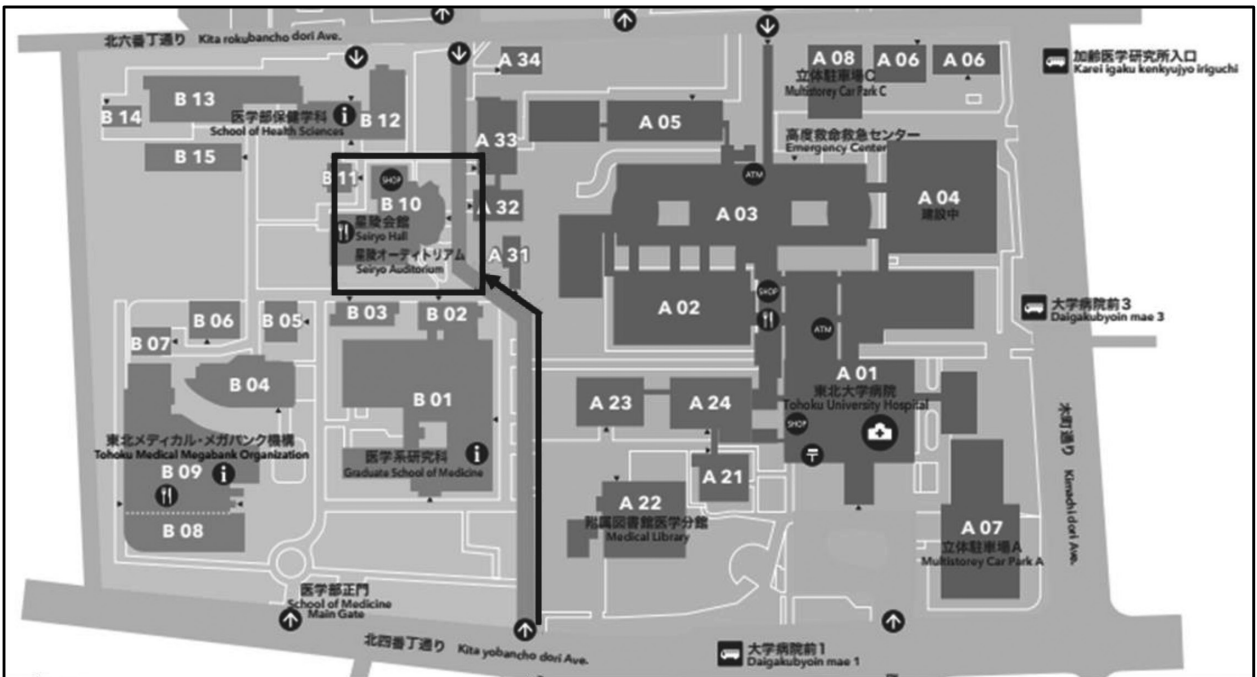 北六番丁通り Kita rokubancho dori Ave.
A 34
A 08
A 06
A 06
加齢医学研究所入口
Karei igaku kenkyujyo iriguchi
立体駐車場C
Multistorey Car Park C
B 13
B 14
医学部保健学科
School of Health Sciences
B 12
A 05
A 33
高度救命救急センター
Emergency Center
B 15
B 11
SHOP
B 10
A 32
ATM
A 03
A 04
建設中
星陵会館
Seiryo Hall
星陵オーディトリアム
Seiryo Auditorium
A 31
SHOP
A 02
ATM
大学病院前3
Daigakubyoin mae 3
B 03
B 02
B 06
B 05
B 07
B 04
B 01
A 23
A 24
A 01
東北大学病院
Tohoku University Hospital
SHOP
木町通り Kimachi dori Ave.
東北メディカル・メガバンク機構
Tohoku Medical Megabank Organization
B 09
医学系研究科
Graduate School of Medicine
A 21
A 22
附属図書館医学分館
Medical Library
B 08
A 07
立体駐車場A
Multistorey Car Park A
医学部正門
School of Medicine
Main Gate
北四番丁通り Kita yobancho dori Ave.
大学病院前1
Daigakubyoin mae 1